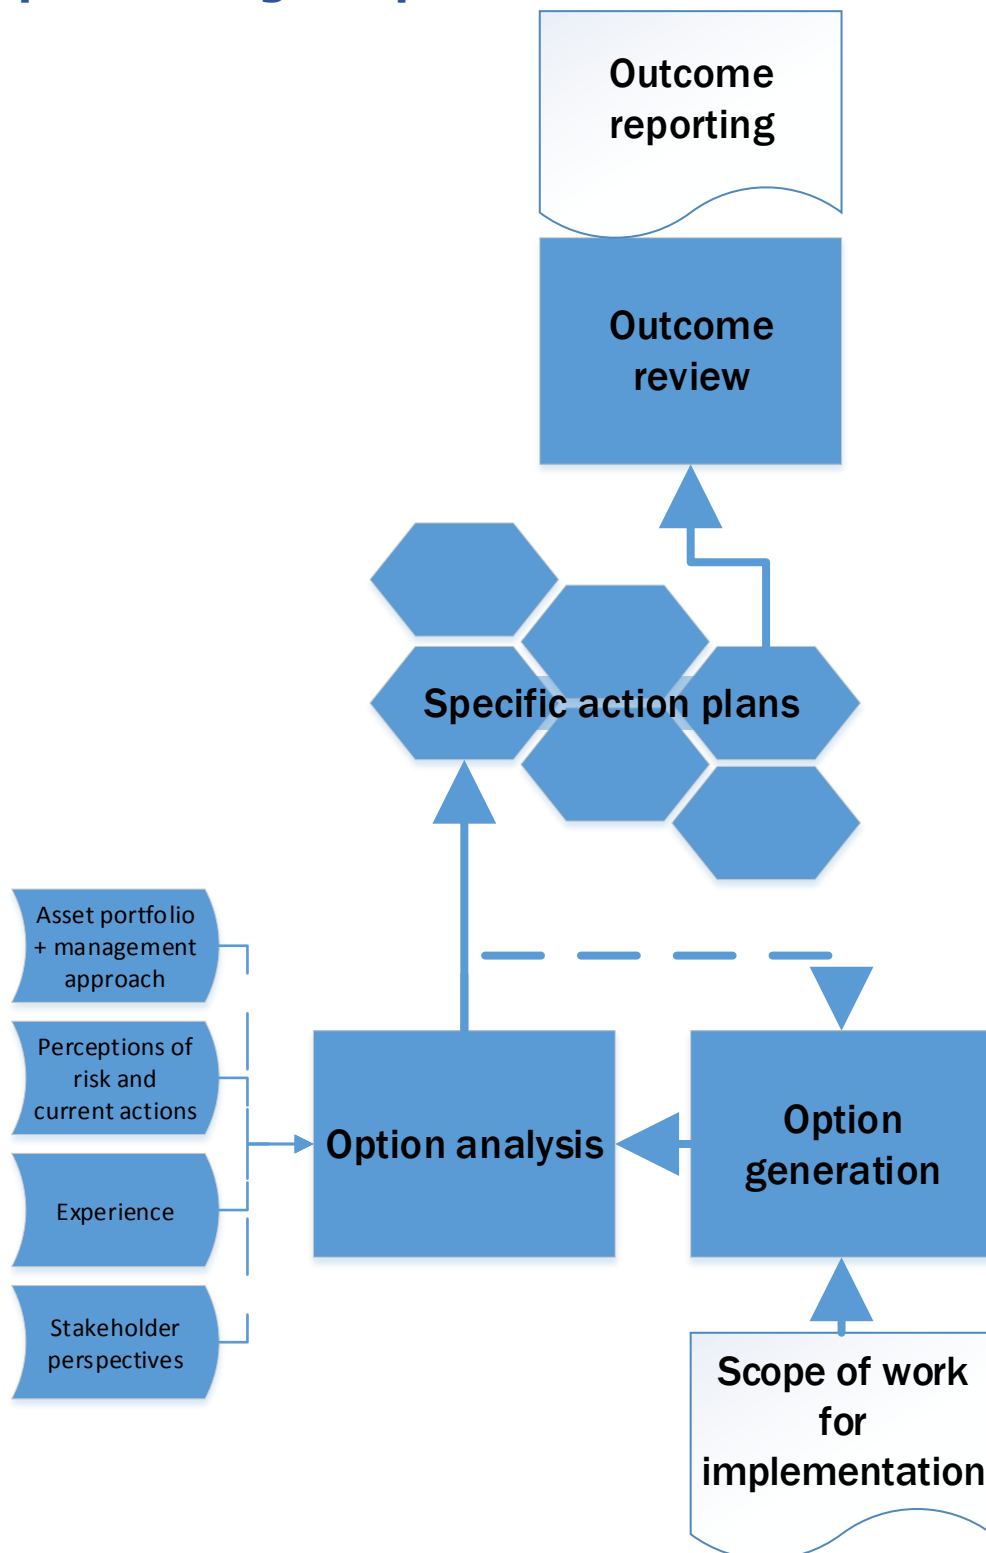 Outcome
reporting
Outcome
review
Specific action plans
Asset portfolio
+ management
approach
Perceptions of
risk and
current actions
Experience
Stakeholder
perspectives
Option analysis
Option
generation
Scope of work
for
implementation